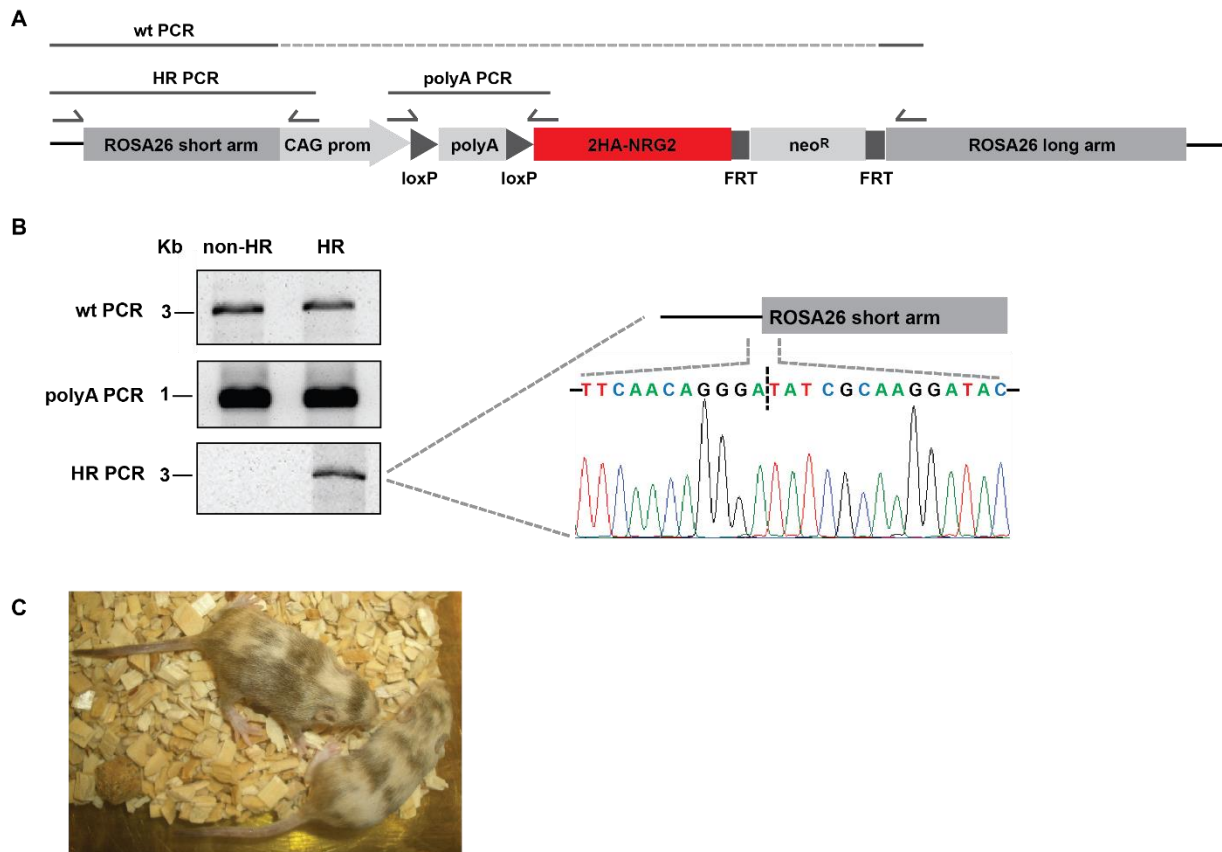 A
wt PCR
HR PCR
polyA PCR
ROSA26 short arm
CAG prom
polyA
2HA-NRG2
neoR
ROSA26 long arm
loxP
loxP
FRT
FRT
B
Kb
non-HR
HR
wt PCR
3
polyA PCR
1
HR PCR
3
ROSA26 short arm
TTCAACAGGGATATCGCAAGGATAC
C